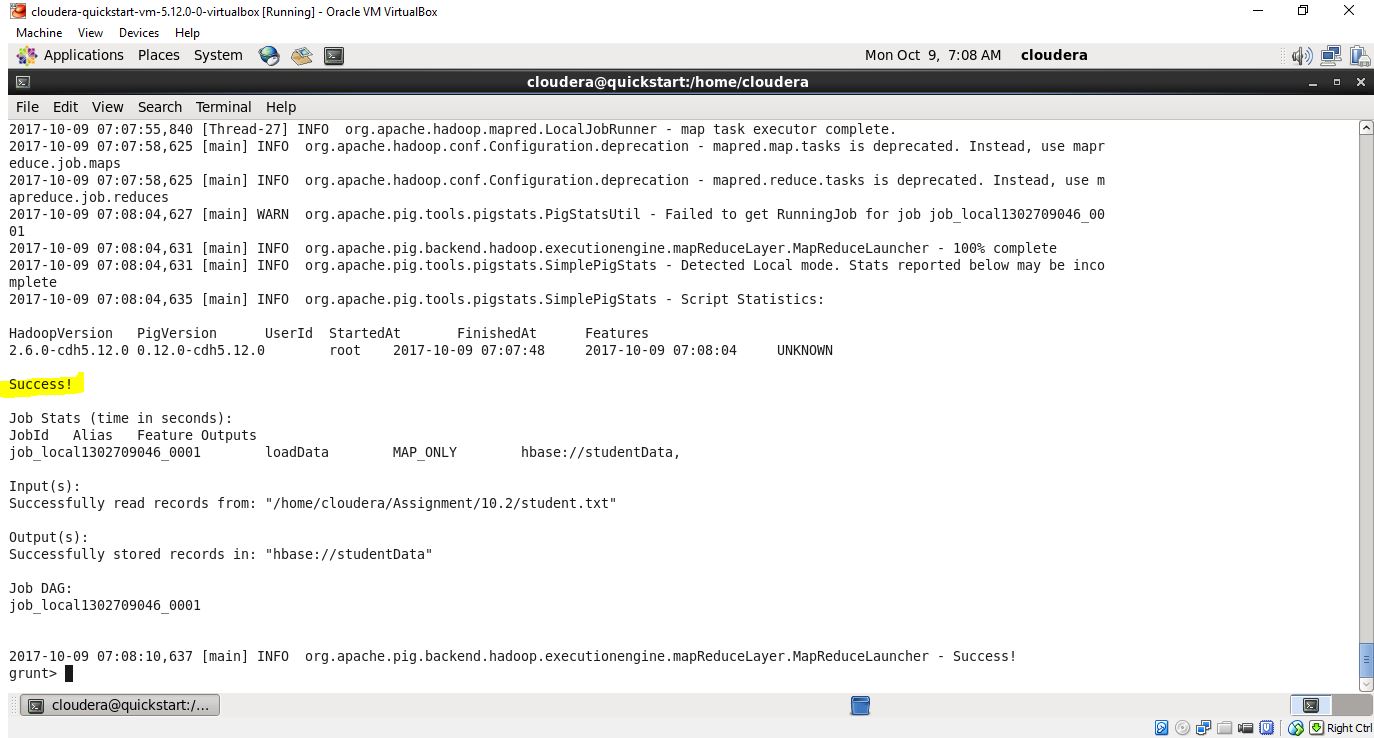 cloudera-quickstart-vm-5.12.0-0-virtualbox [Running] - Oracle VM VirtualBox
Machine View Devices Help
Applications Places System Mon Oct 9, 7:08 AM cloudera
cloudera@quickstart:/home/cloudera
File Edit View Search Terminal Help
2017-10-09 07:07:55,840 [Thread-27] INFO  org.apache.hadoop.mapred.LocalJobRunner - map task executor complete.
2017-10-09 07:07:58,625 [main] INFO  org.apache.hadoop.conf.Configuration.deprecation - mapred.map.tasks is deprecated. Instead, use mapr
educe.job.maps
2017-10-09 07:07:58,625 [main] INFO  org.apache.hadoop.conf.Configuration.deprecation - mapred.reduce.tasks is deprecated. Instead, use m
apreduce.job.reduces
2017-10-09 07:08:04,627 [main] WARN  org.apache.pig.tools.pigstats.PigStatsUtil - Failed to get RunningJob for job job_local1302709046_00
01
2017-10-09 07:08:04,631 [main] INFO  org.apache.pig.backend.hadoop.executionengine.mapReduceLayer.MapReduceLauncher - 100% complete
2017-10-09 07:08:04,631 [main] INFO  org.apache.pig.tools.pigstats.SimplePigStats - Detected Local mode. Stats reported below may be inco
mplete
2017-10-09 07:08:04,635 [main] INFO  org.apache.pig.tools.pigstats.SimplePigStats - Script Statistics:
HadoopVersion PigVersion UserId StartedAt FinishedAt Features
2.6.0-cdh5.12.0 0.12.0-cdh5.12.0 root 2017-10-09 07:07:48 2017-10-09 07:08:04 UNKNOWN
Success!
Job Stats (time in seconds):
JobId Alias Feature Outputs
job_local1302709046_0001 loadData MAP_ONLY hbase://studentData,
Input(s):
Successfully read records from: "/home/cloudera/Assignment/10.2/student.txt"
Output(s):
Successfully stored records in: "hbase://studentData"
Job DAG:
job_local1302709046_0001
2017-10-09 07:08:10,637 [main] INFO  org.apache.pig.backend.hadoop.executionengine.mapReduceLayer.MapReduceLauncher - Success!
grunt>
cloudera@quickstart:/...
Right Ctrl